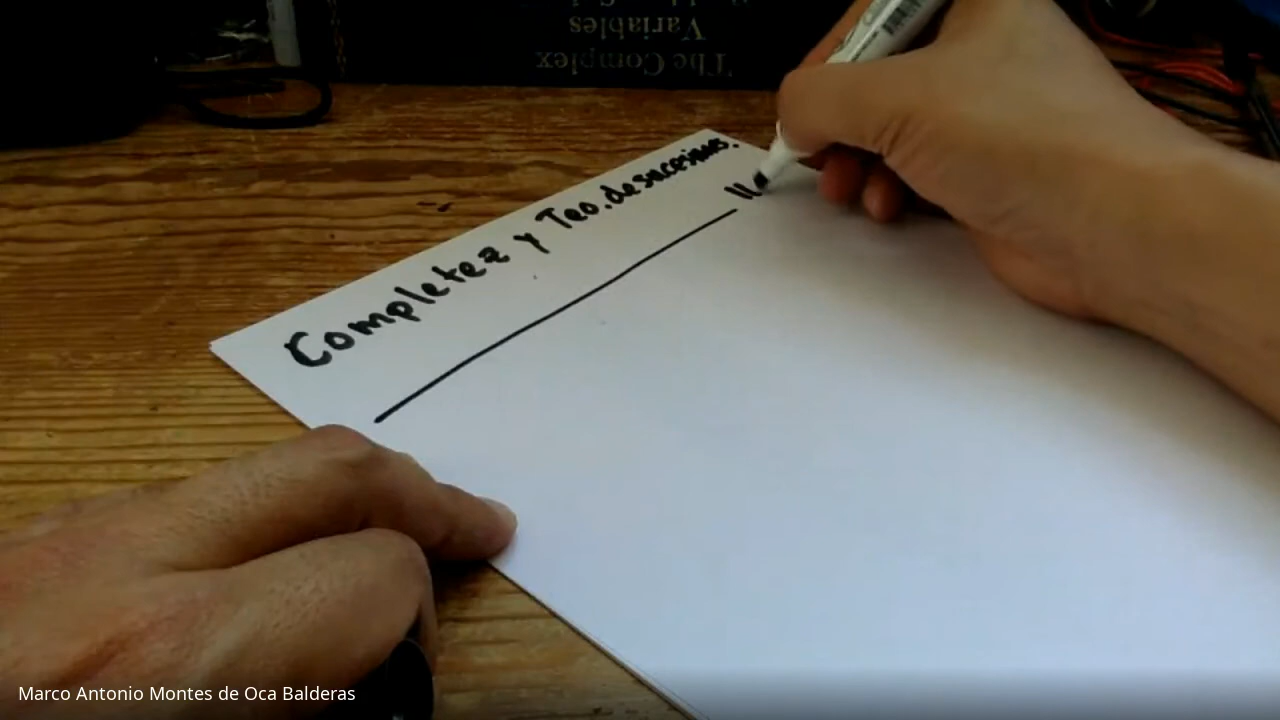 The Complex
Variables
Completez y Teo. de sucesiones.
Marco Antonio Montes de Oca Balderas